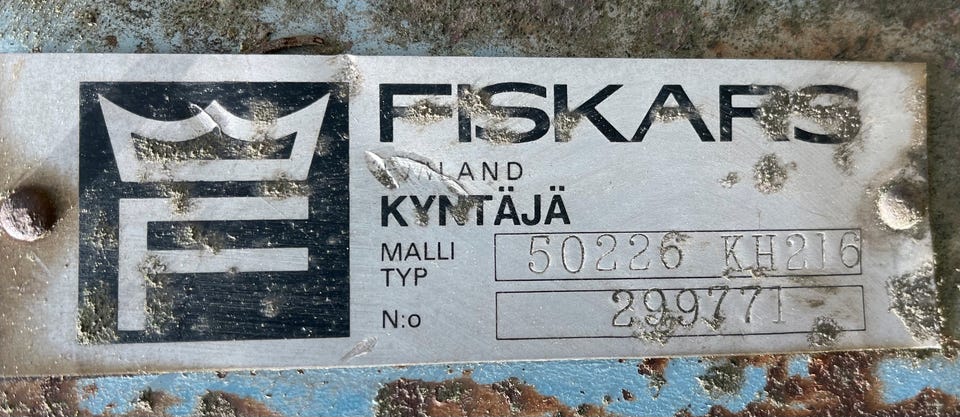 FISKARS
KYNTÄJÄ
MALLI 50226 KH216
TYP
N:o 299771